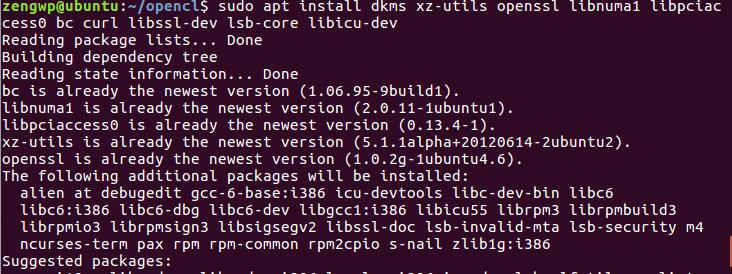 zengwp@ubuntu:~/opencl$ sudo apt install dkms xz-utils openssl libnuma1 libpciac
cess0 bc curl libssl-dev lsb-core libicu-dev
Reading package lists... Done
Building dependency tree
Reading state information... Done
bc is already the newest version (1.06.95-9build1).
libnuma1 is already the newest version (2.0.11-1ubuntu1).
libpciaccess0 is already the newest version (0.13.4-1).
xz-utils is already the newest version (5.1.1alpha+20120614-2ubuntu2).
openssl is already the newest version (1.0.2g-1ubuntu4.6).
The following additional packages will be installed:
  alien at debugedit gcc-6-base:i386 icu-devtools libc-dev-bin libc6
  libc6:i386 libc6-dbg libc6-dev libgcc1:i386 libicu55 librpm3 librpmbuild3
  librpmio3 librpmsign3 libsigsegv2 libssl-doc lsb-invalid-mta lsb-security m4
  ncurses-term pax rpm rpm-common rpm2cpio s-nail zlib1g:i386
Suggested packages: